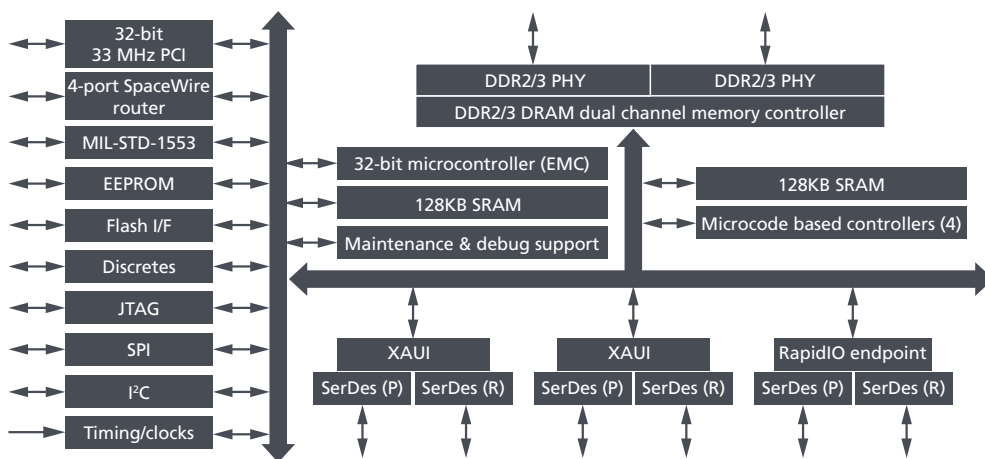 32-bit
33 MHz PCI
4-port SpaceWire
router
MIL-STD-1553
EEPROM
Flash I/F
Discretes
JTAG
SPI
I²C
Timing/clocks
DDR2/3 PHY
DDR2/3 PHY
DDR2/3 DRAM dual channel memory controller
32-bit microcontroller (EMC)
128KB SRAM
Maintenance & debug support
128KB SRAM
Microcode based controllers (4)
XAUI
SerDes (P)
SerDes (R)
XAUI
SerDes (P)
SerDes (R)
RapidIO endpoint
SerDes (P)
SerDes (R)